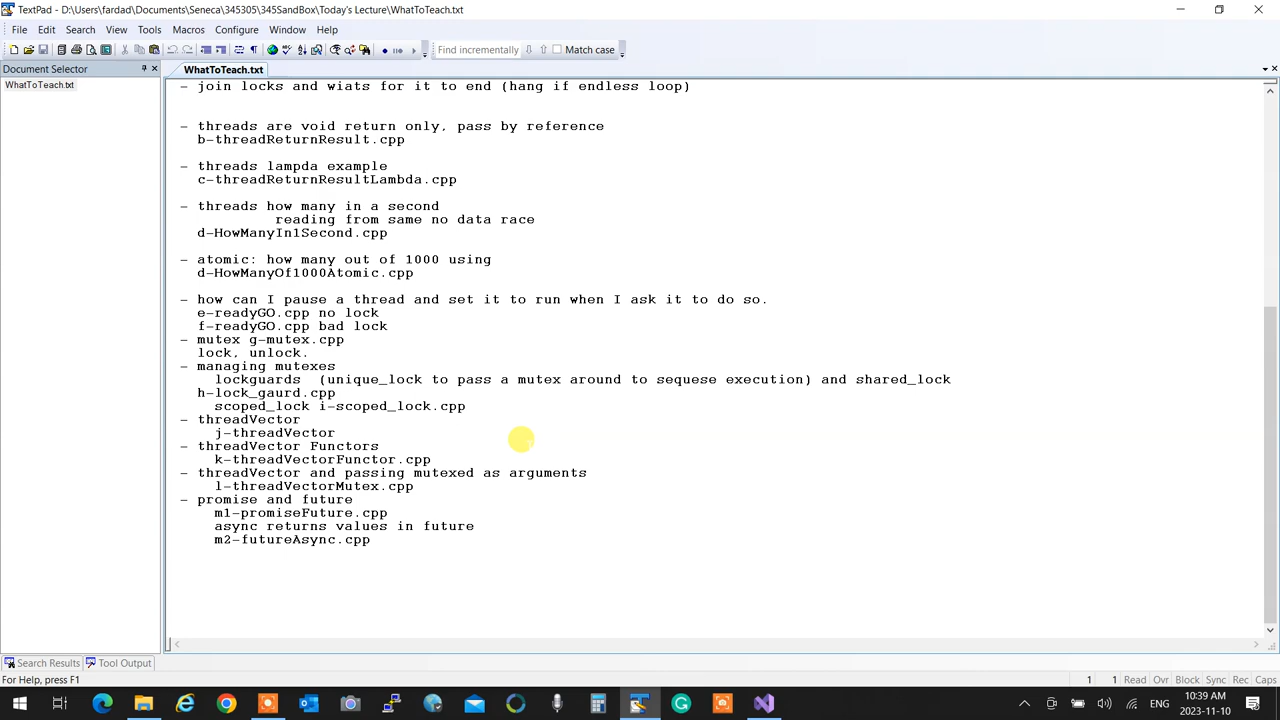 TextPad - D:\Users\fardad\Documents\Seneca\345305\345SandBox\Today's Lecture\WhatToTeach.txt
File Edit Search View Tools Macros Configure Window Help
Find incrementally Match case
Document Selector
WhatToTeach.txt
WhatToTeach.txt
- join locks and wiats for it to end (hang if endless loop)
- threads are void return only, pass by reference
b-threadReturnResult.cpp
- threads lampda example
c-threadReturnResultLambda.cpp
- threads how many in a second
reading from same no data race
d-HowManyIn1Second.cpp
- atomic: how many out of 1000 using
d-HowManyOf1000Atomic.cpp
- how can I pause a thread and set it to run when I ask it to do so.
e-readyGO.cpp no lock
f-readyGO.cpp bad lock
- mutex g-mutex.cpp
lock, unlock.
- managing mutexes
lockguards (unique_lock to pass a mutex around to sequese execution) and shared_lock
h-lock_gaurd.cpp
scoped_lock i-scoped_lock.cpp
- threadVector
j-threadVector
- threadVector Functors
k-threadVectorFunctor.cpp
- threadVector and passing mutexed as arguments
l-threadVectorMutex.cpp
- promise and future
m1-promiseFuture.cpp
async returns values in future
m2-futureAsync.cpp
Search Results Tool Output
For Help, press F1
1 1 Read Ovr Block Sync Rec Caps
ENG
10:39 AM
2023-11-10